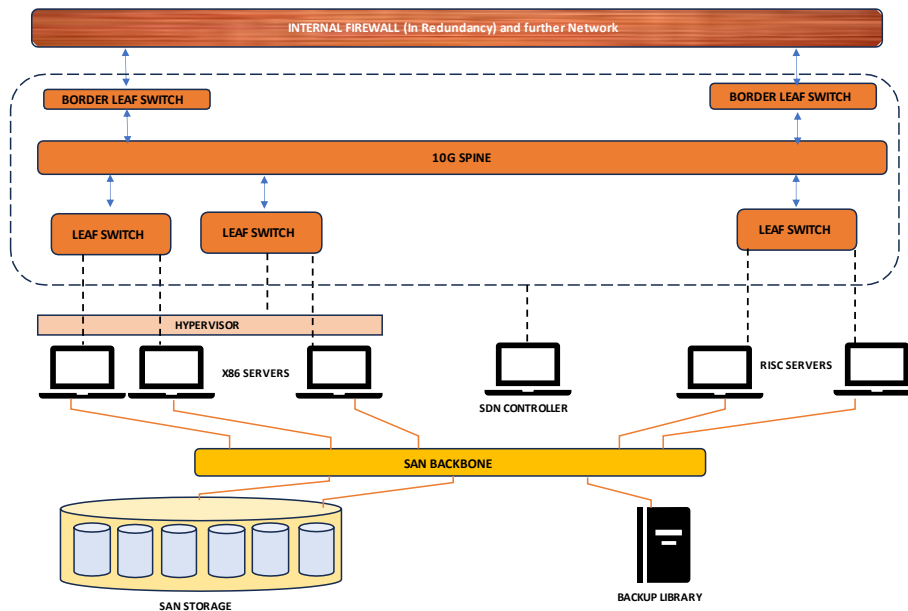 INTERNAL FIREWALL (In Redundancy) and further Network
BORDER LEAF SWITCH
BORDER LEAF SWITCH
10G SPINE
LEAF SWITCH
LEAF SWITCH
LEAF SWITCH
HYPERVISOR
X86 SERVERS
RISC SERVERS
SDN CONTROLLER
SAN BACKBONE
SAN STORAGE
BACKUP LIBRARY